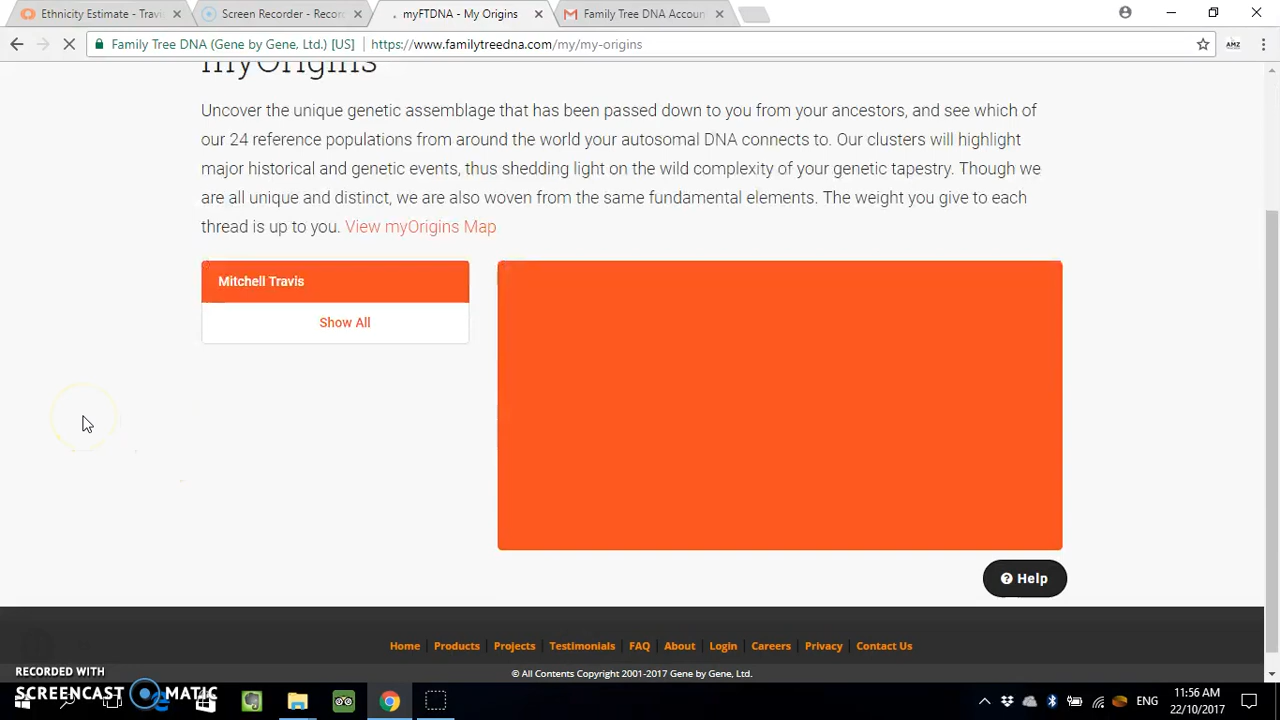 Ethnicity Estimate - Travi
Screen Recorder - Record
myFTDNA - My Origins
Family Tree DNA Accoun
Family Tree DNA (Gene by Gene, Ltd.) [US]
https://www.familytreedna.com/my/my-origins
AMZ
myOrigins
Uncover the unique genetic assemblage that has been passed down to you from your ancestors, and see which of
our 24 reference populations from around the world your autosomal DNA connects to. Our clusters will highlight
major historical and genetic events, thus shedding light on the wild complexity of your genetic tapestry. Though we
are all unique and distinct, we are also woven from the same fundamental elements. The weight you give to each
thread is up to you. View myOrigins Map
Mitchell Travis
Show All
Help
Home Products Projects Testimonials FAQ About Login Careers Privacy Contact Us
© All Contents Copyright 2001-2017 Gene by Gene, Ltd.
RECORDED WITH
SCREENCAST MATIC
ENG
11:56 AM
22/10/2017